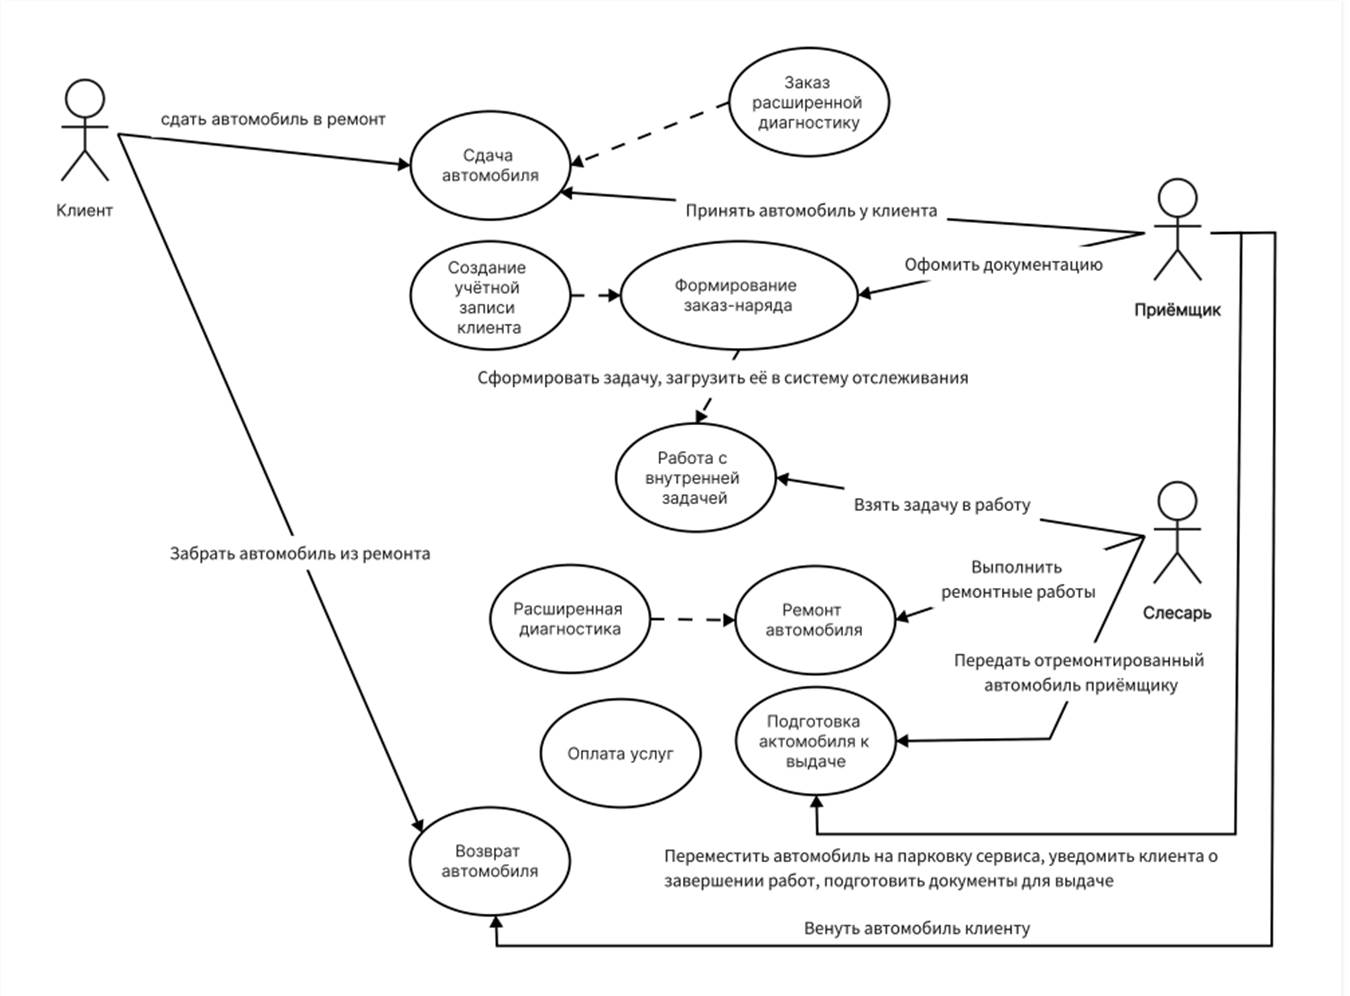 Заказ
расширенной
диагностику
сдать автомобиль в ремонт
Сдача
автомобиля
Клиент
Принять автомобиль у клиента
Офомить документацию
Приёмщик
Создание
учётной
записи
клиента
Формирование
заказ-наряда
Сформировать задачу, загрузить её в систему отслеживания
Работа с
внутренней
задачей
Взять задачу в работу
Забрать автомобиль из ремонта
Выполнить
ремонтные работы
Слесарь
Расширенная
диагностика
Ремонт
автомобиля
Передать отремонтированный
автомобиль приёмщику
Подготовка
актомобиля к
выдаче
Оплата услуг
Возврат
автомобиля
Переместить автомобиль на парковку сервиса, уведомить клиента о
завершении работ, подготовить документы для выдаче
Венуть автомобиль клиенту